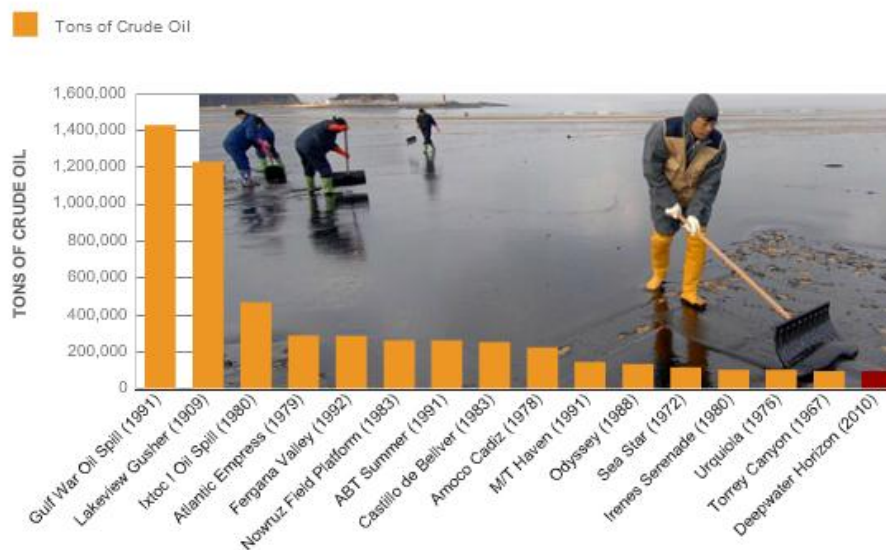 Tons of Crude Oil
TONS OF CRUDE OIL
1,600,000
1,400,000
1,200,000
1,000,000
800,000
600,000
400,000
200,000
0
Gulf War Oil Spill (1991)
Lakeview Gusher (1909)
Ixtoc I Oil Spill (1980)
Atlantic Empress (1979)
Fergana Valley (1992)
Nowruz Field Platform (1983)
ABT Summer (1991)
Castillo de Beliver (1983)
Amoco Cadiz (1978)
M/T Haven (1991)
Odyssey (1988)
Sea Star (1972)
Irenes Serenade (1980)
Urquiola (1976)
Torrey Canyon (1967)
Deepwater Horizon (2010)